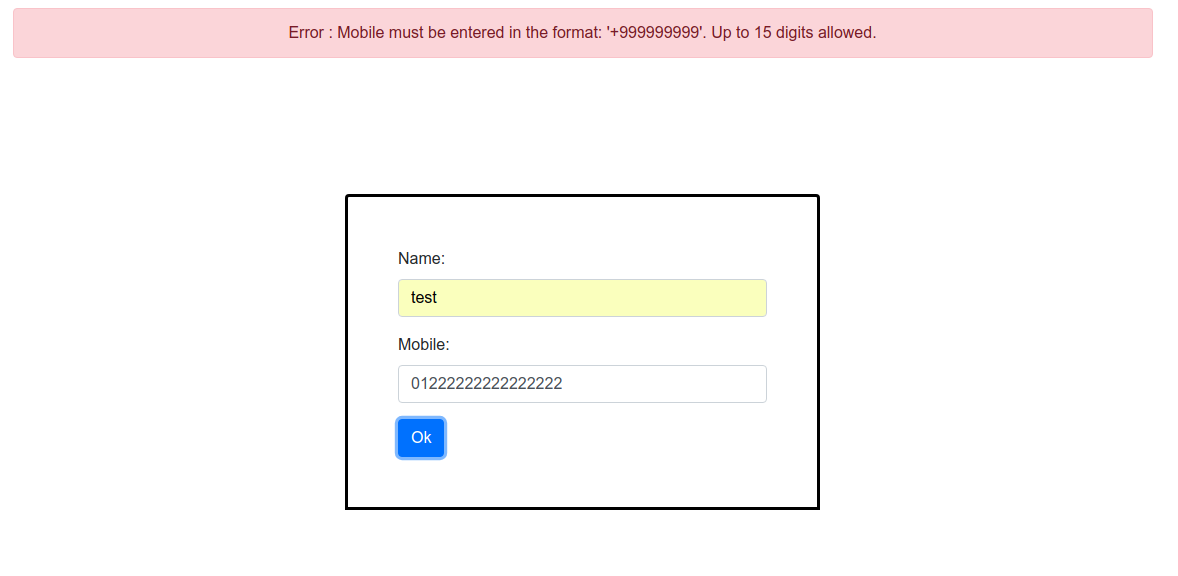 Error : Mobile must be entered in the format: '+999999999'. Up to 15 digits allowed.
Name:
test
Mobile:
01222222222222222
Ok